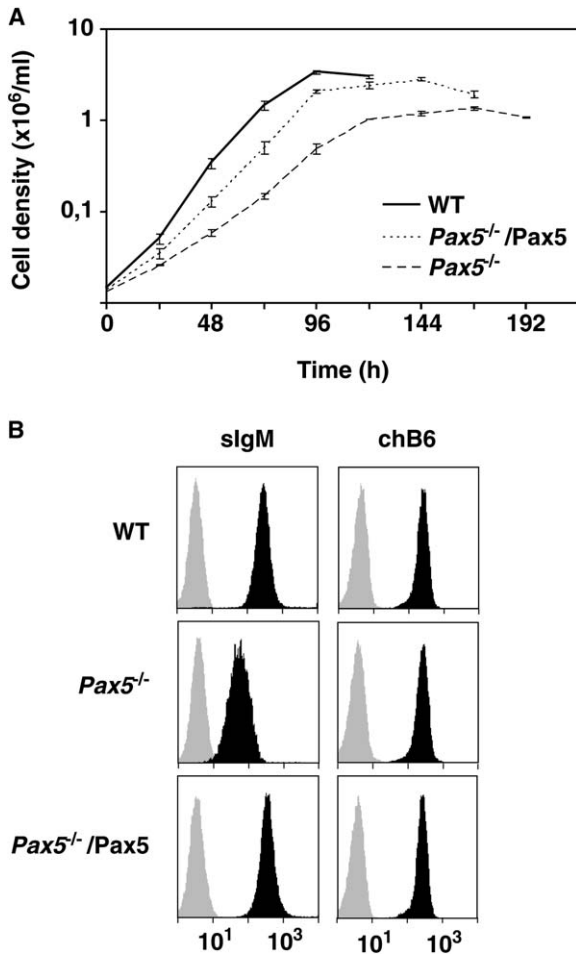 A
Cell density (x10⁶/ml)
10
1
0,1
WT
Pax5⁻/⁻ /Pax5
Pax5⁻/⁻
0 48 96 144 192
Time (h)
B
sIgM chB6
WT
Pax5⁻/⁻
Pax5⁻/⁻ /Pax5
10¹ 10³ 10¹ 10³